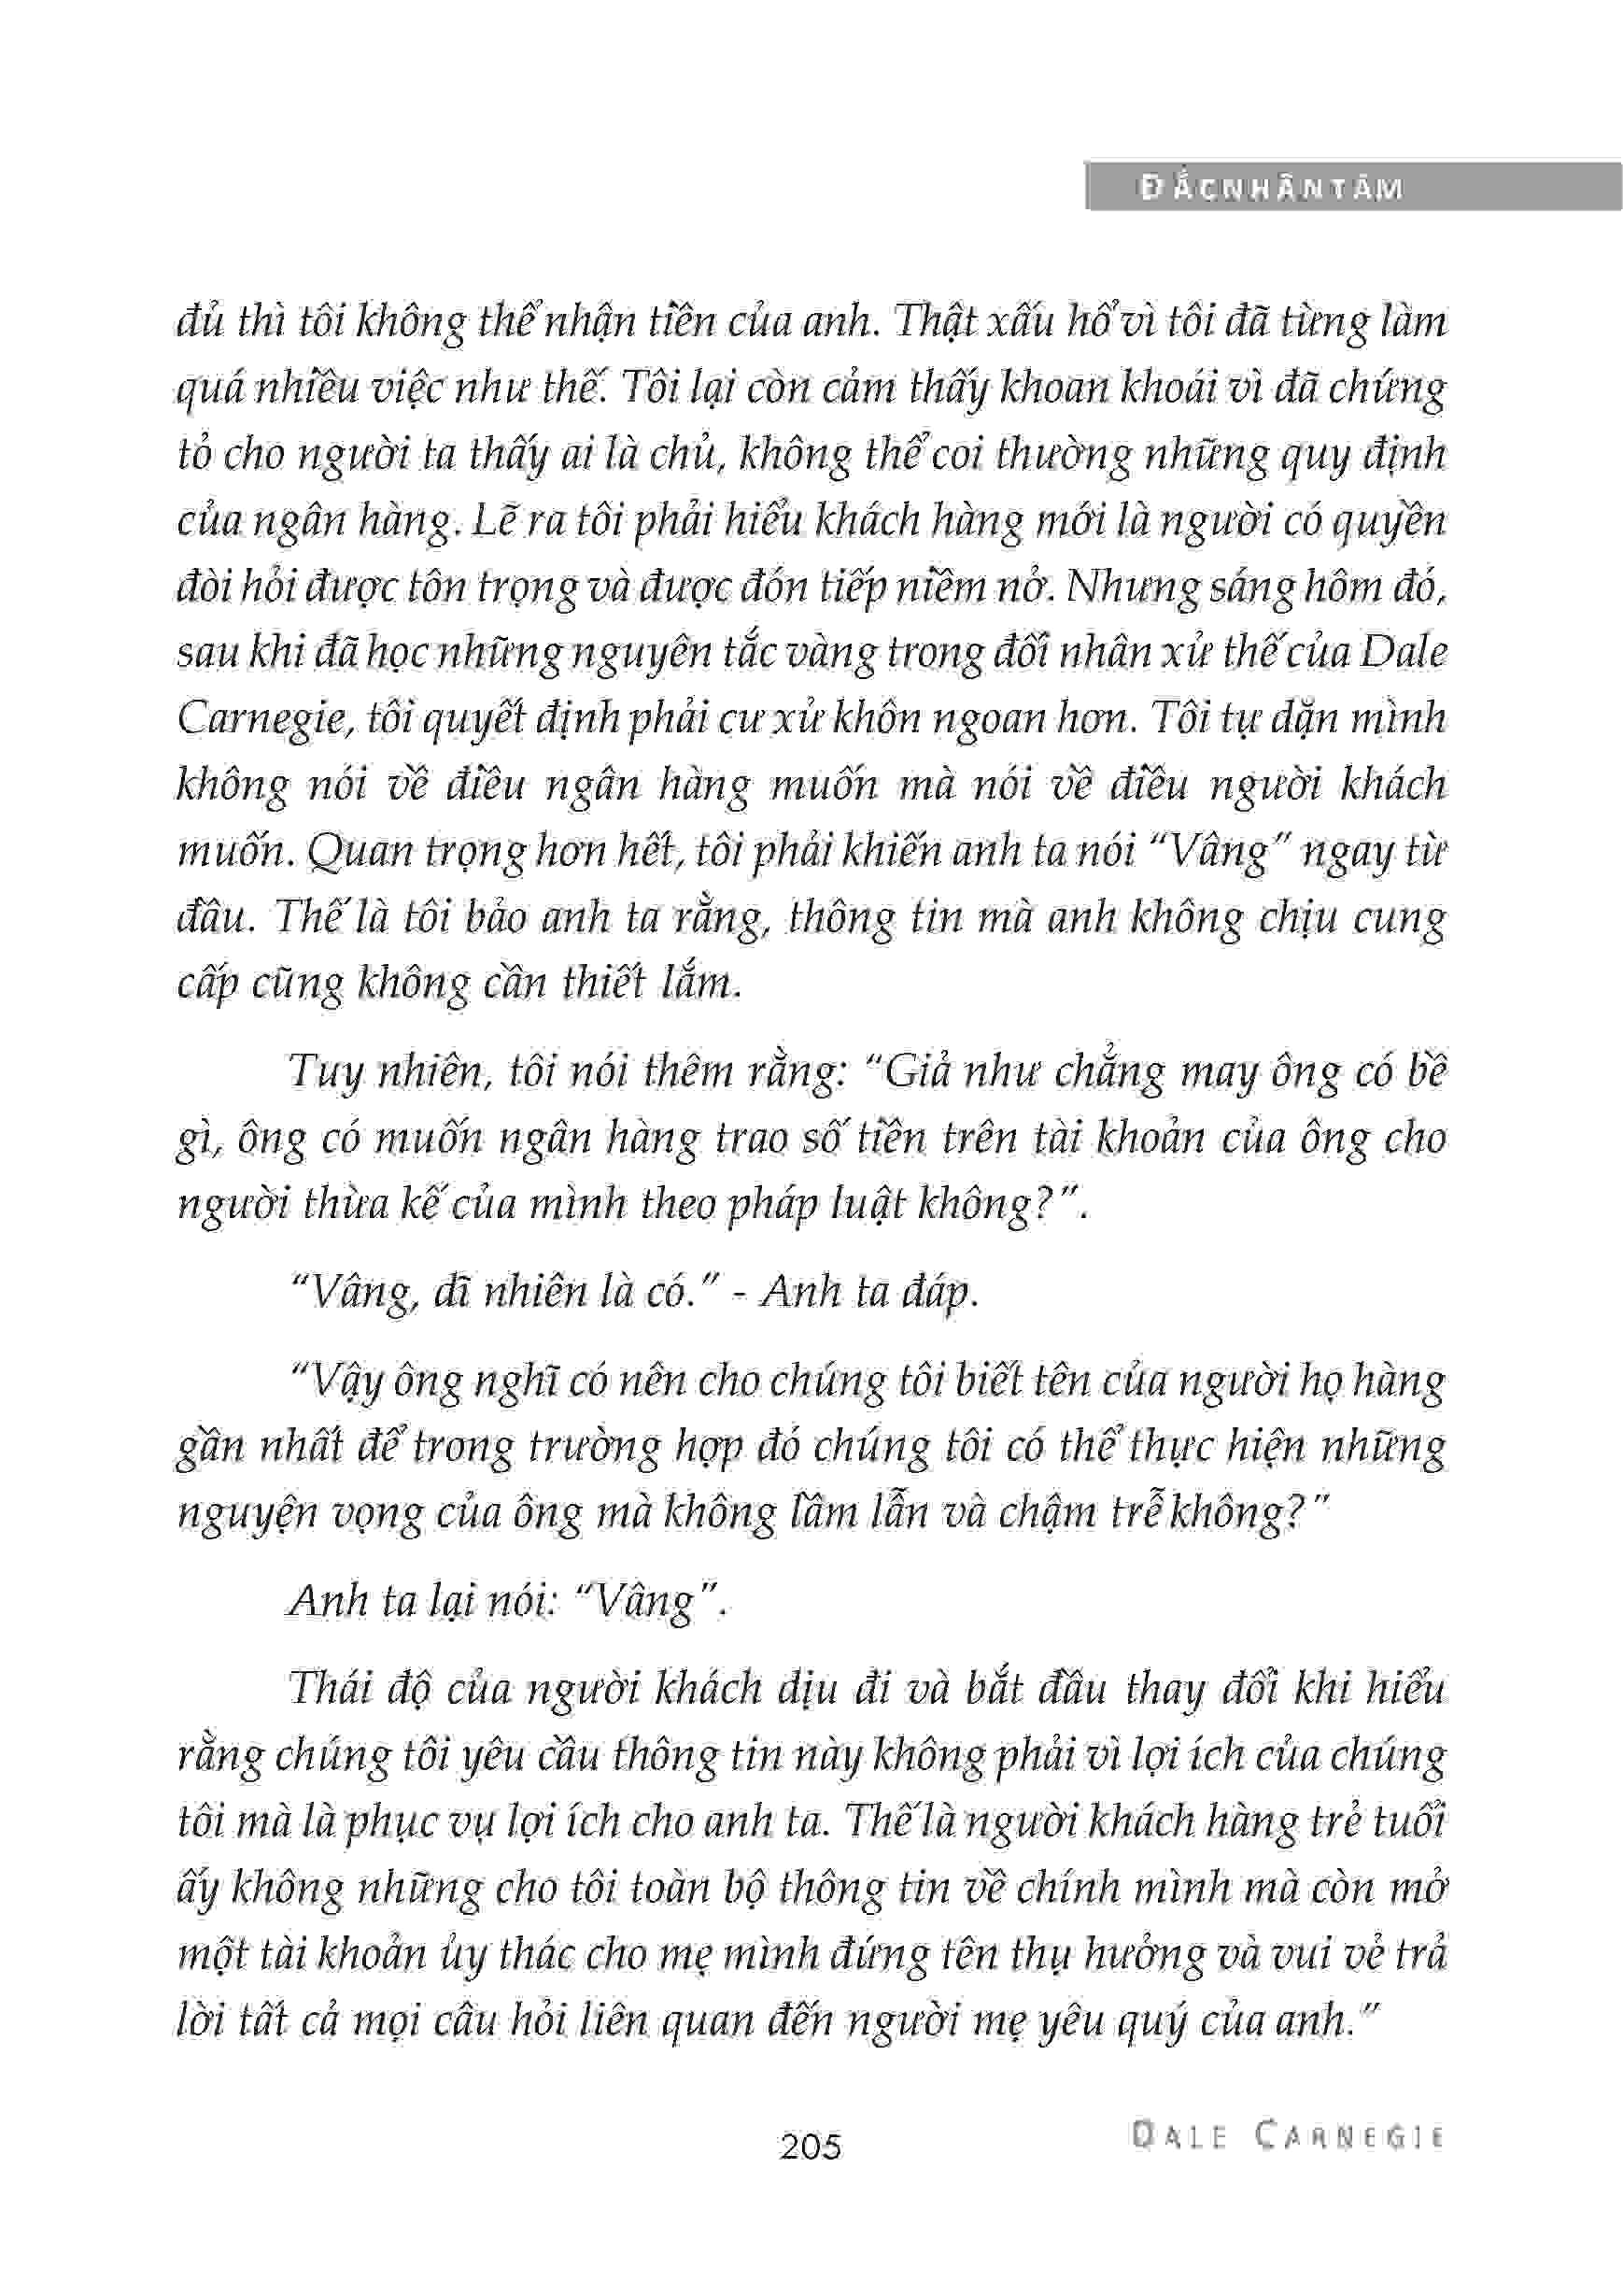 ĐẮCNHÂNTÂM
đủ thì tôi không thể nhận tiền của anh. Thật xấu hổ vì tôi đã từng làm
quá nhiều việc như thế. Tôi lại còn cảm thấy khoan khoái vì đã chứng
tỏ cho người ta thấy ai là chủ, không thể coi thường những quy định
của ngân hàng. Lẽ ra tôi phải hiểu khách hàng mới là người có quyền
đòi hỏi được tôn trọng và được đón tiếp niềm nở. Nhưng sáng hôm đó,
sau khi đã học những nguyên tắc vàng trong đối nhân xử thế của Dale
Carnegie, tôi quyết định phải cư xử khôn ngoan hơn. Tôi tự dặn mình
không nói về điều ngân hàng muốn mà nói về điều người khách
muốn. Quan trọng hơn hết, tôi phải khiến anh ta nói “Vâng” ngay từ
đầu. Thế là tôi bảo anh ta rằng, thông tin mà anh không chịu cung
cấp cũng không cần thiết lắm.
Tuy nhiên, tôi nói thêm rằng: “Giả như chẳng may ông có bề
gì, ông có muốn ngân hàng trao số tiền trên tài khoản của ông cho
người thừa kế của mình theo pháp luật không?”.
“Vâng, dĩ nhiên là có.” - Anh ta đáp.
“Vậy ông nghĩ có nên cho chúng tôi biết tên của người họ hàng
gần nhất để trong trường hợp đó chúng tôi có thể thực hiện những
nguyện vọng của ông mà không lầm lẫn và chậm trễ không?”
Anh ta lại nói: “Vâng”.
Thái độ của người khách dịu đi và bắt đầu thay đổi khi hiểu
rằng chúng tôi yêu cầu thông tin này không phải vì lợi ích của chúng
tôi mà là phục vụ lợi ích cho anh ta. Thế là người khách hàng trẻ tuổi
ấy không những cho tôi toàn bộ thông tin về chính mình mà còn mở
một tài khoản ủy thác cho mẹ mình đứng tên thụ hưởng và vui vẻ trả
lời tất cả mọi câu hỏi liên quan đến người mẹ yêu quý của anh.”
205
DALE CARNEGIE